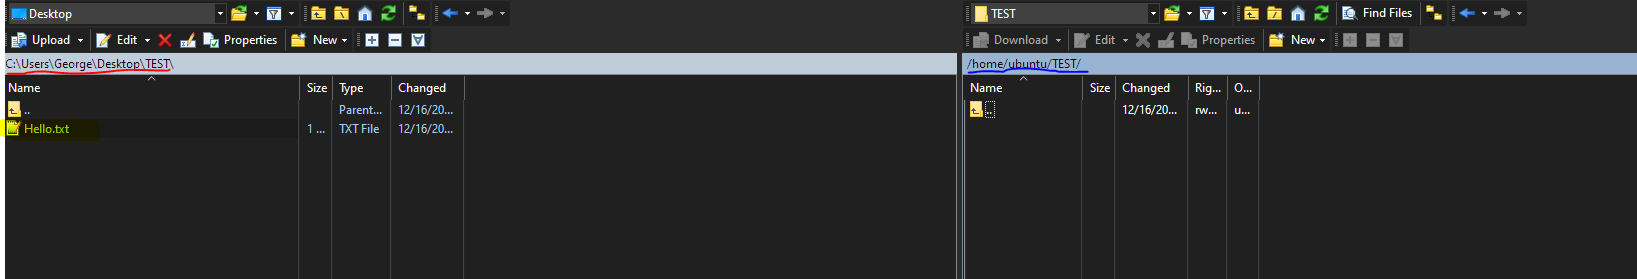 Desktop
Upload Edit Properties New
C:\Users\George\Desktop\TEST\
Name Size Type Changed
.. Parent... 12/16/20...
Hello.txt 1 ... TXT File 12/16/20...
TEST Find Files
Download Edit Properties New
/home/ubuntu/TEST/
Name Size Changed Rig... O...
.. 12/16/20... rw... u...